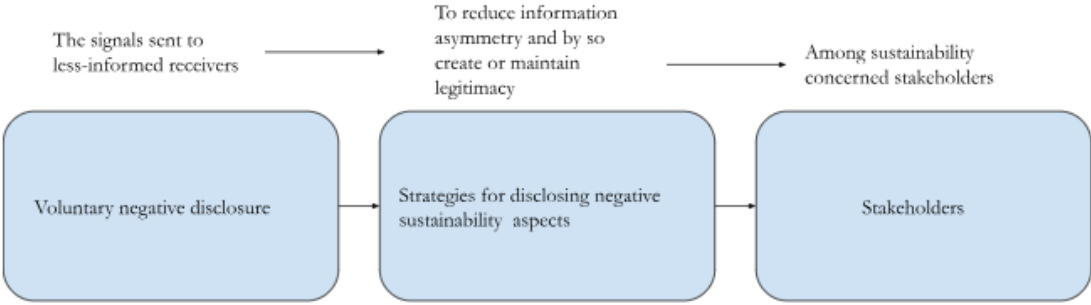 The signals sent to
less-informed receivers
To reduce information
asymmetry and by so
create or maintain
legitimacy
Among sustainability
concerned stakeholders
Voluntary negative disclosure
Strategies for disclosing negative
sustainability aspects
Stakeholders